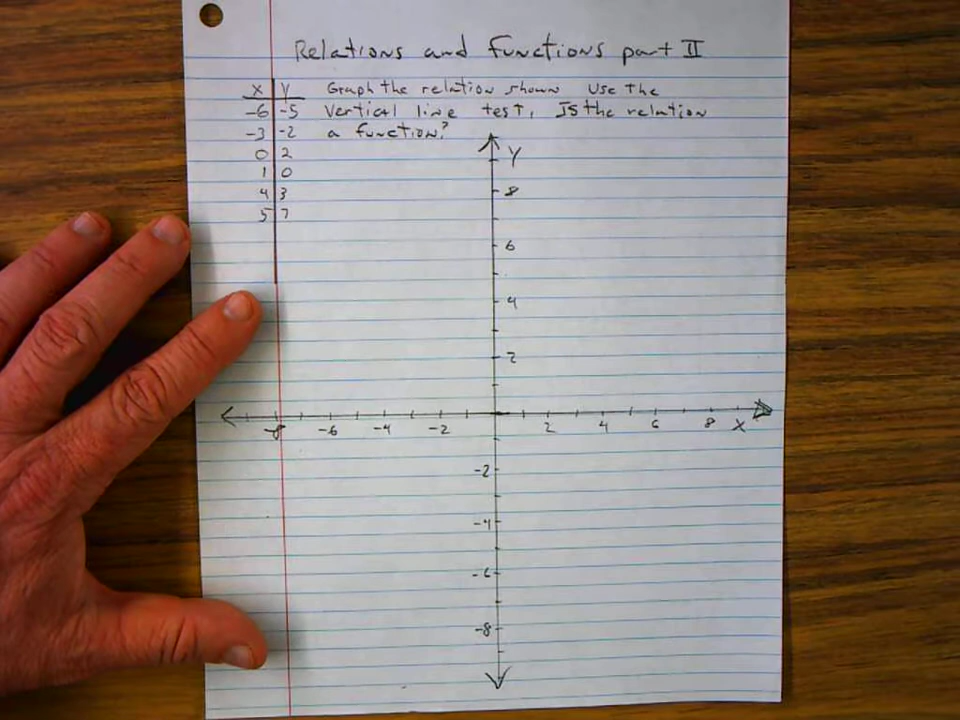 Relations and Functions part II
X Y Graph the relation shown Use the
-6 -5 Vertical line test, Is the relation
-3 -2 a function?
0 2
1 0
4 3
5 7
Y
8
6
4
2
-8 -6 -4 -2 2 4 6 8 X
-2
-4
-6
-8